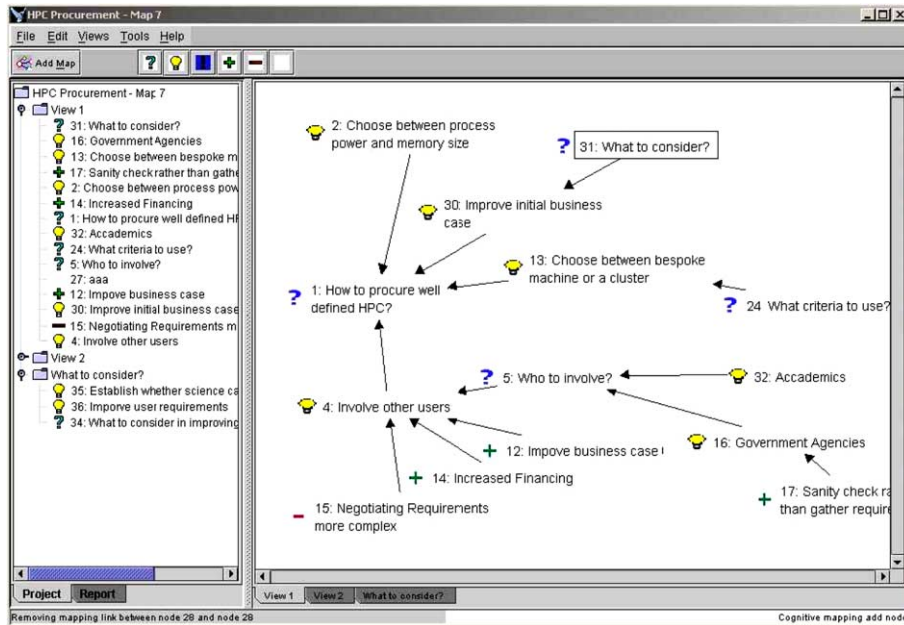 HPC Procurement - Map 7
File Edit Views Tools Help
Add Map
HPC Procurement - Map 7
View 1
31: What to consider?
16: Government Agencies
13: Choose between bespoke m
17: Sanity check rather than gathe
2: Choose between process pow
14: Increased Financing
1: How to procure well defined HP
32: Accademics
24: What criteria to use?
5: Who to involve?
27: aaa
12: Impove business case
30: Improve initial business case
15: Negotiating Requirements m
4: Involve other users
View 2
What to consider?
35: Establish whether science ca
36: Imporve user requirements
34: What to consider in improving
Project Report
2: Choose between process
power and memory size
31: What to consider?
30: Improve initial business
case
13: Choose between bespoke
machine or a cluster
1: How to procure well
defined HPC?
24 What criteria to use?
5: Who to involve?
32: Accademics
4: Involve other users
16: Government Agencies
12: Impove business case
14: Increased Financing
17: Sanity check ra
than gather require
15: Negotiating Requirements
more complex
View 1 View 2 What to consider?
Removing mapping link between node 28 and node 28
Cognitive mapping add node